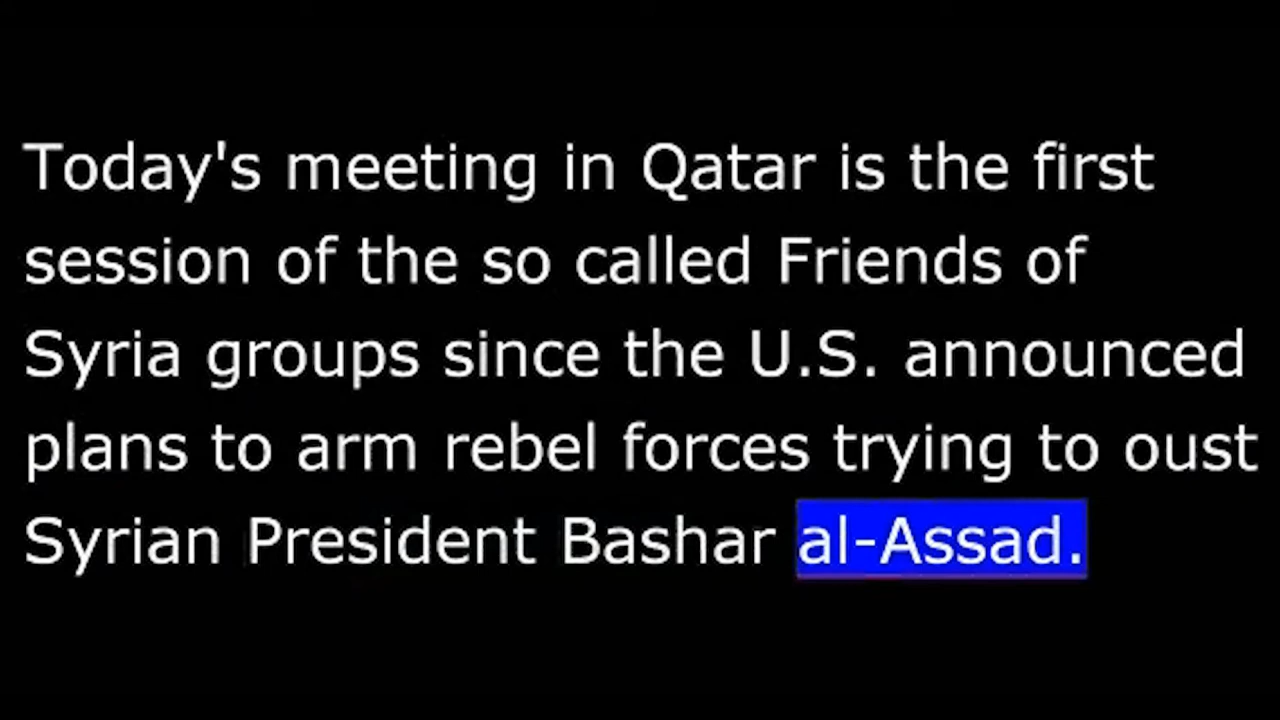 Today's meeting in Qatar is the first
session of the so called Friends of
Syria groups since the U.S. announced
plans to arm rebel forces trying to oust
Syrian President Bashar al-Assad.